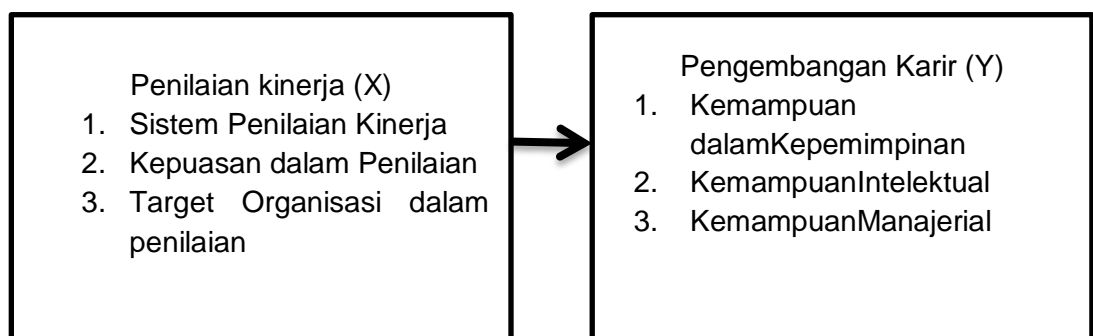 Penilaian kinerja (X)
1. Sistem Penilaian Kinerja
2. Kepuasan dalam Penilaian
3. Target Organisasi dalam
penilaian
Pengembangan Karir (Y)
1. Kemampuan
dalamKepemimpinan
2. KemampuanIntelektual
3. KemampuanManajerial